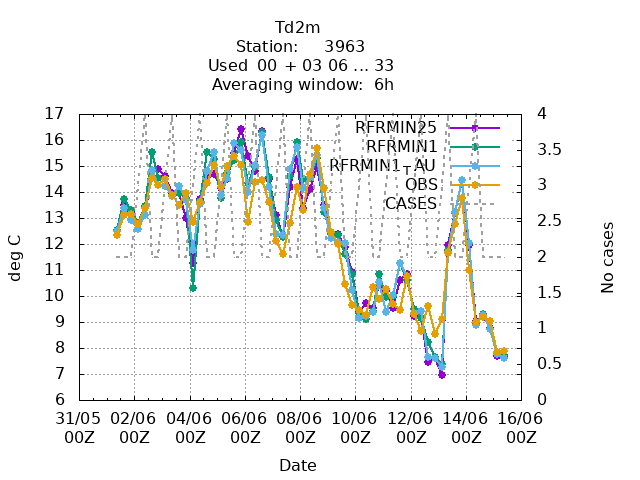 Td2m
Station: 3963
Used 00 + 03 06 ... 33
Averaging window: 6h
17
16
15
14
13
12
11
10
9
8
7
6
4
3.5
3
2.5
2
1.5
1
0.5
0
RFRMIN25
RFRMIN1
RFRMIN1_AU
OBS
CASES
deg C
No cases
31/05 02/06 04/06 06/06 08/06 10/06 12/06 14/06 16/06
00Z 00Z 00Z 00Z 00Z 00Z 00Z 00Z 00Z
Date